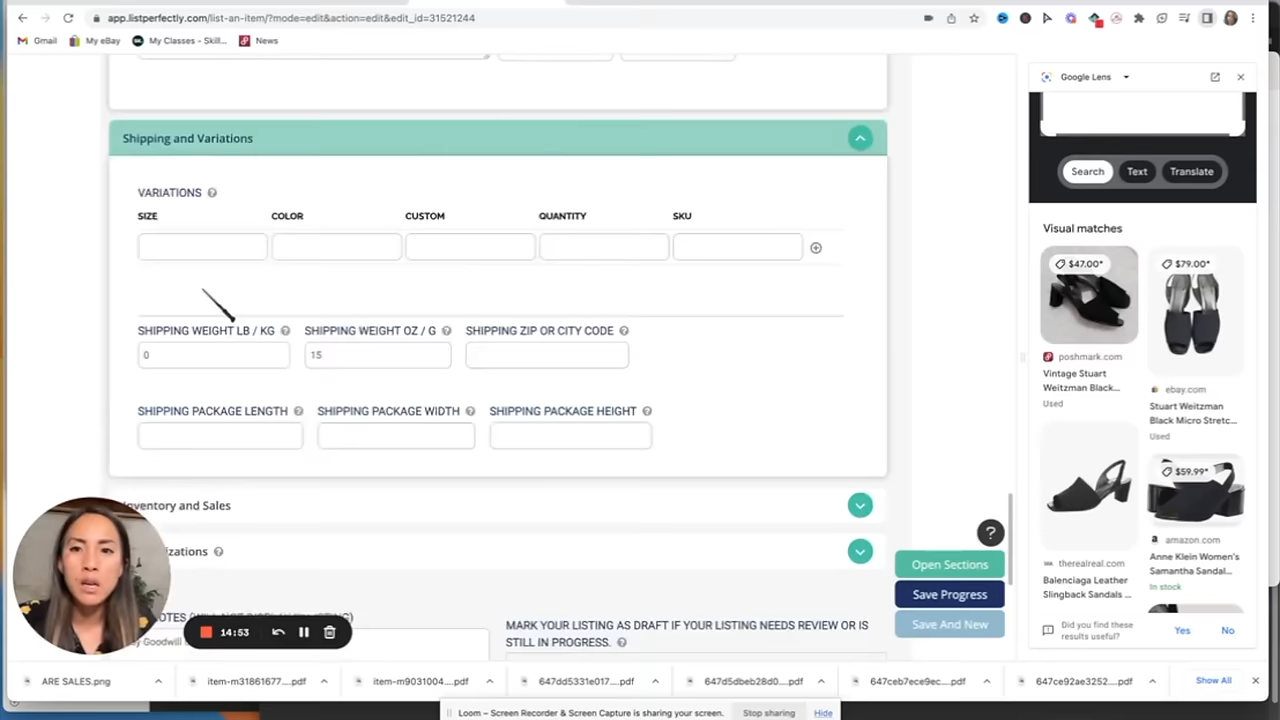 app.listperfectly.com/list-an-item/?mode=edit&action=edit&edit_id=31521244
Gmail
My eBay
My Classes - Skill...
News
Google Lens
Shipping and Variations
VARIATIONS
SIZE
COLOR
CUSTOM
QUANTITY
SKU
SHIPPING WEIGHT LB / KG
SHIPPING WEIGHT OZ / G
SHIPPING ZIP OR CITY CODE
0
15
SHIPPING PACKAGE LENGTH
SHIPPING PACKAGE WIDTH
SHIPPING PACKAGE HEIGHT
nventory and Sales
?
Open Sections
Save Progress
Save And New
MARK YOUR LISTING AS DRAFT IF YOUR LISTING NEEDS REVIEW OR IS
STILL IN PROGRESS.
14:53
Search
Text
Translate
Visual matches
$47.00*
$79.00*
poshmark.com
Vintage Stuart
Weitzman Black...
Used
ebay.com
Stuart Weitzman
Black Micro Stretc...
Used
$59.99*
therealreal.com
Balenciaga Leather
Slingback Sandals ...
amazon.com
Anne Klein Women's
Samantha Sandal...
In stock
Did you find these
results useful?
Yes
No
ARE SALES.png
item-m31861677....pdf
item-m9031004....pdf
647dd5331e017....pdf
647d5dbeb28d0....pdf
647ceb7ece9ec....pdf
647ce92ae3252....pdf
Show All
Loom – Screen Recorder & Screen Capture is sharing your screen.
Stop sharing
Hide